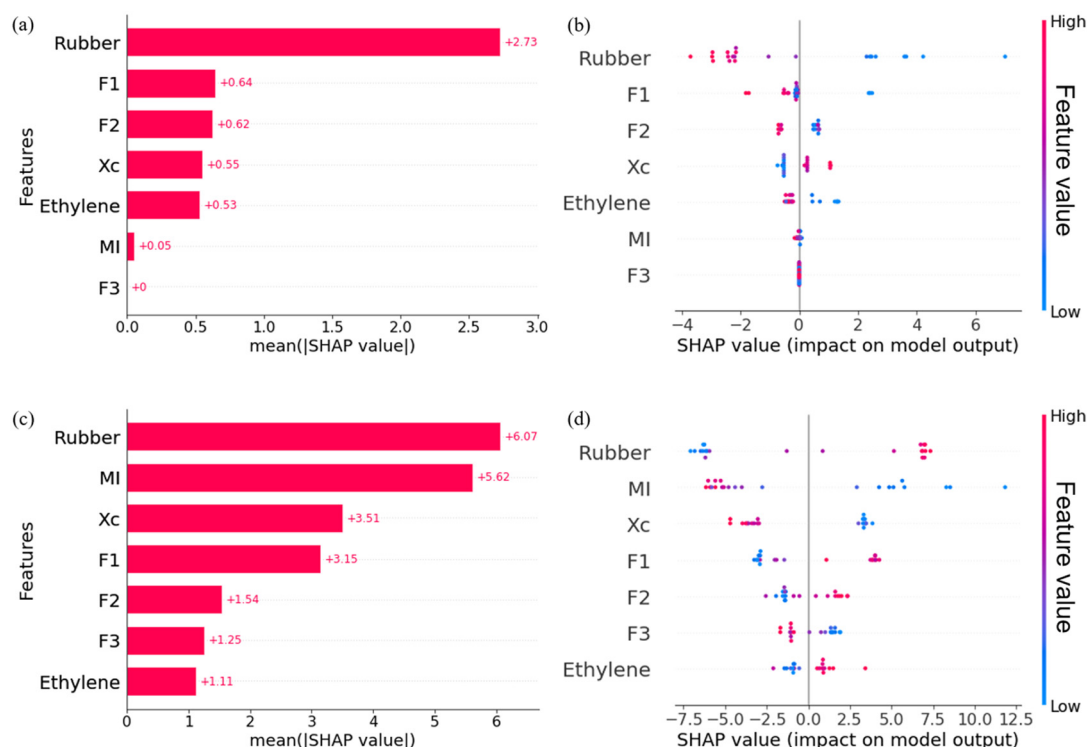 (a)
Features
Rubber
+2.73
F1
+0.64
F2
+0.62
Xc
+0.55
Ethylene
+0.53
MI
+0.05
F3
+0
0.0 0.5 1.0 1.5 2.0 2.5 3.0
mean(|SHAP value|)
(b)
Rubber
F1
F2
Xc
Ethylene
MI
F3
−4 −2 0 2 4 6
SHAP value (impact on model output)
High
Feature value
Low
(c)
Features
Rubber
+6.07
MI
+5.62
Xc
+3.51
F1
+3.15
F2
+1.54
F3
+1.25
Ethylene
+1.11
0 1 2 3 4 5 6
mean(|SHAP value|)
(d)
Rubber
MI
Xc
F1
F2
F3
Ethylene
−7.5 −5.0 −2.5 0.0 2.5 5.0 7.5 10.0 12.5
SHAP value (impact on model output)
High
Feature value
Low